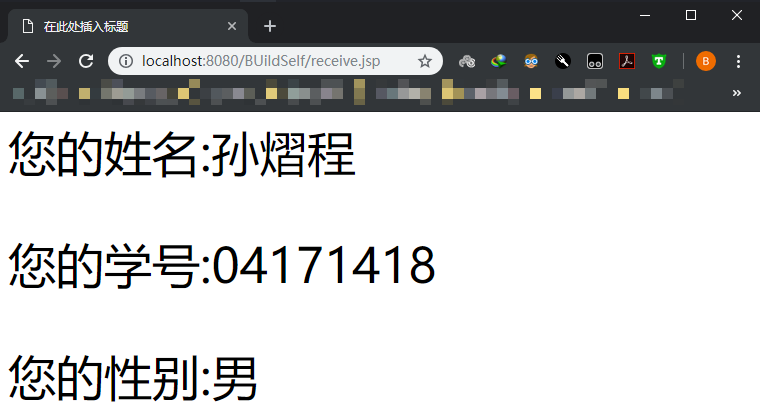 在此处插入标题
localhost:8080/BUildSelf/receive.jsp
B
您的姓名:孙熠程
您的学号:04171418
您的性别:男